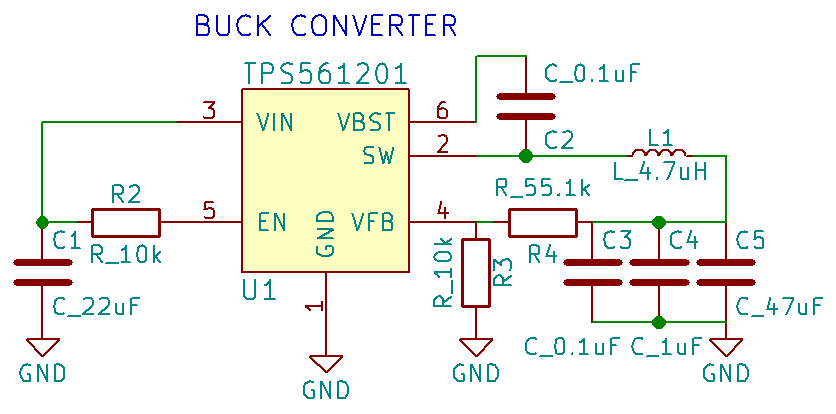 BUCK CONVERTER
TPS561201
C_0.1uF
3
VIN
VBST
6
C2
SW
2
L1
L_4.7uH
R2
R_55.1k
5
EN
GND
VFB
4
C1
R_10k
R_10k
R3
R4
C3
C4
C5
U1
1
C_22uF
C_47uF
C_0.1uF
C_1uF
GND
GND
GND
GND